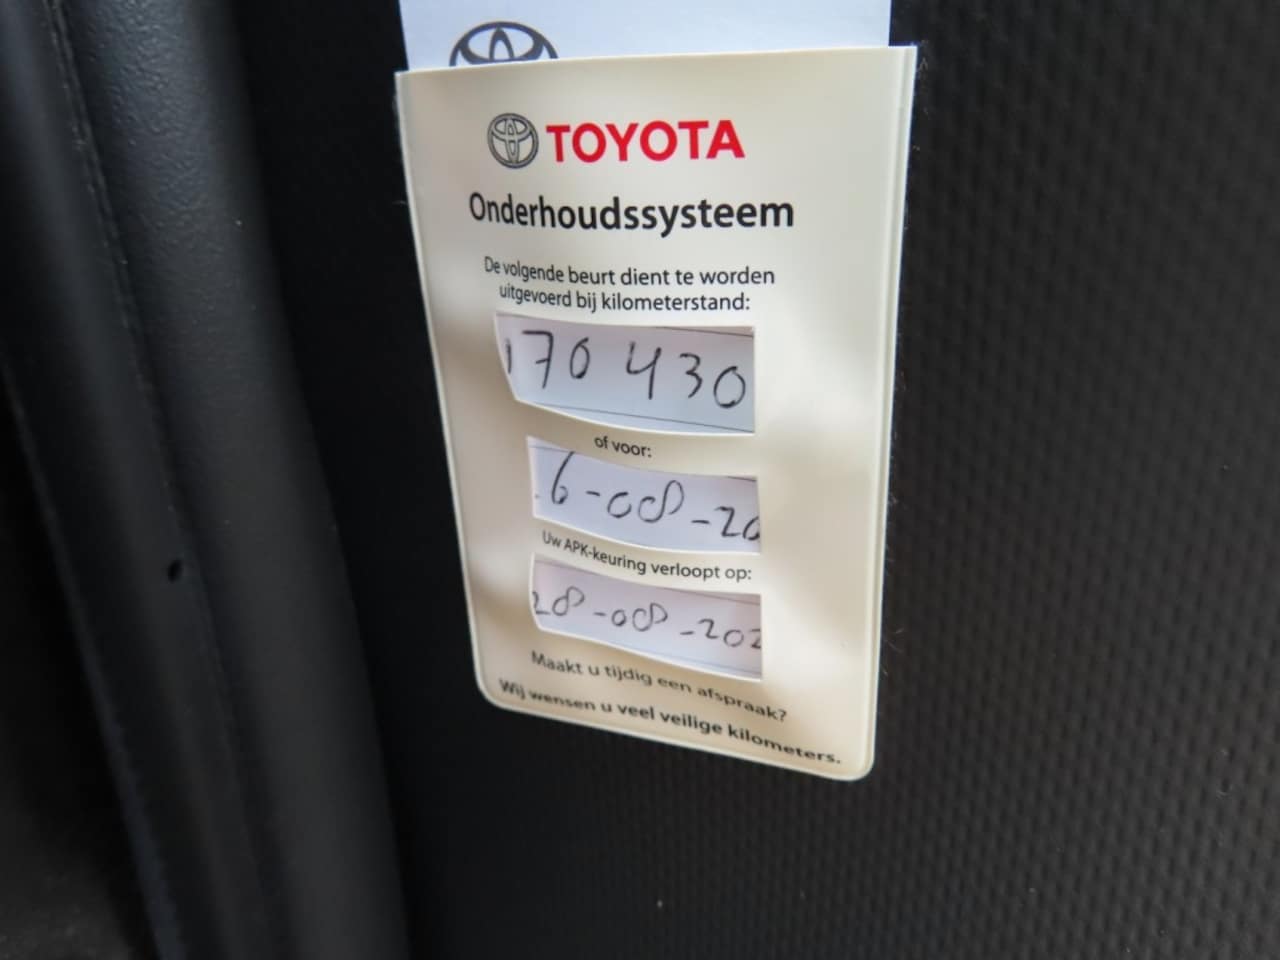 TOYOTA
Onderhoudssysteem
De volgende beurt dient te worden
uitgevoerd bij kilometerstand:
170 430
of voor:
6-08-20
Uw APK-keuring verloopt op:
28-08-202
Maakt u tijdig een afspraak?
Wij wensen u veel veilige kilometers.